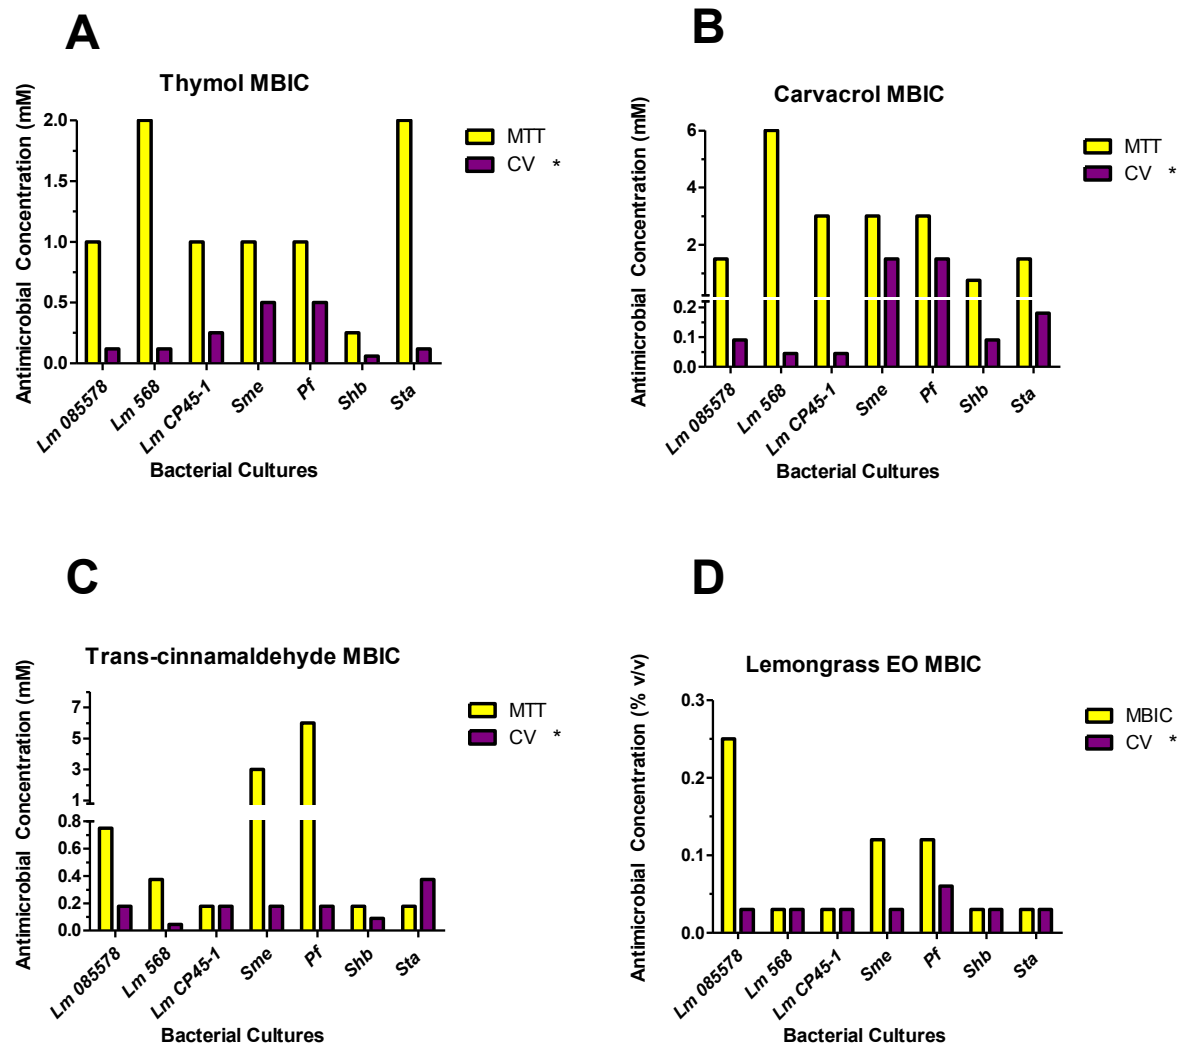 A
Thymol MBIC
Antimicrobial Concentration (mM)
2.0
1.5
1.0
0.5
0.0
MTT
CV *
Lm 085578
Lm 568
Lm CP45-1
Sme
Pf
Shb
Sta
Bacterial Cultures
B
Carvacrol MBIC
Antimicrobial Concentration (mM)
6
4
2
0.2
0.1
0.0
MTT
CV *
Lm 085578
Lm 568
Lm CP45-1
Sme
Pf
Shb
Sta
Bacterial Cultures
C
Trans-cinnamaldehyde MBIC
Antimicrobial Concentration (mM)
7
5
3
1
0.8
0.6
0.4
0.2
0.0
MTT
CV *
Lm 085578
Lm 568
Lm CP45-1
Sme
Pf
Shb
Sta
Bacterial Cultures
D
Lemongrass EO MBIC
Antimicrobial Concentration (% v/v)
0.3
0.2
0.1
0.0
MBIC
CV *
Lm 085578
Lm 568
Lm CP45-1
Sme
Pf
Shb
Sta
Bacterial Cultures